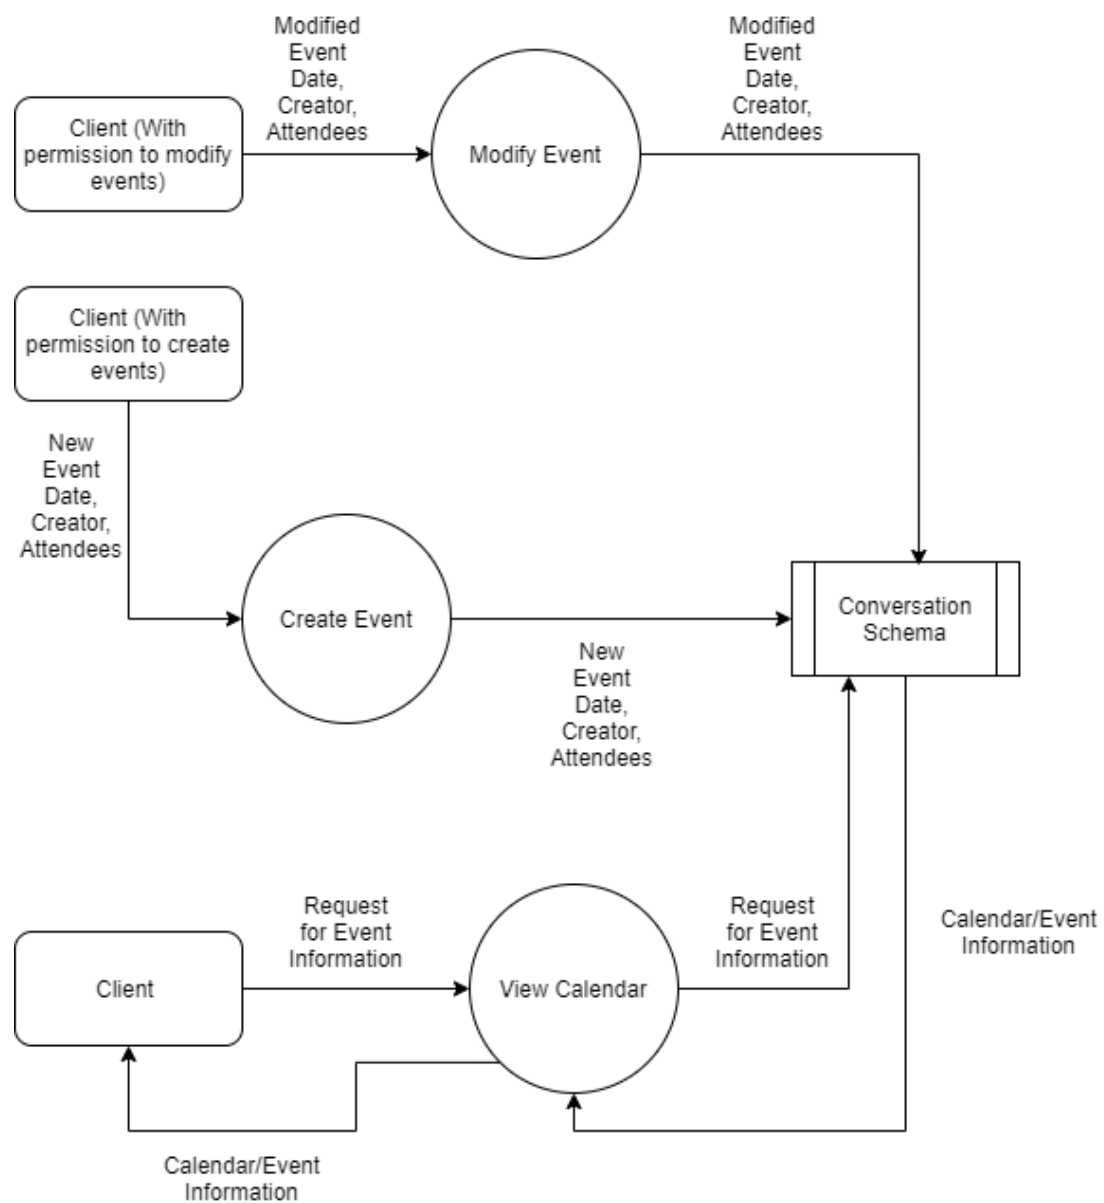 Modified
Event
Date,
Creator,
Attendees
Modified
Event
Date,
Creator,
Attendees
Client (With
permission to modify
events)
Modify Event
Client (With
permission to create
events)
New
Event
Date,
Creator,
Attendees
Create Event
Conversation
Schema
New
Event
Date,
Creator,
Attendees
Request
for Event
Information
Request
for Event
Information
Calendar/Event
Information
Client
View Calendar
Calendar/Event
Information